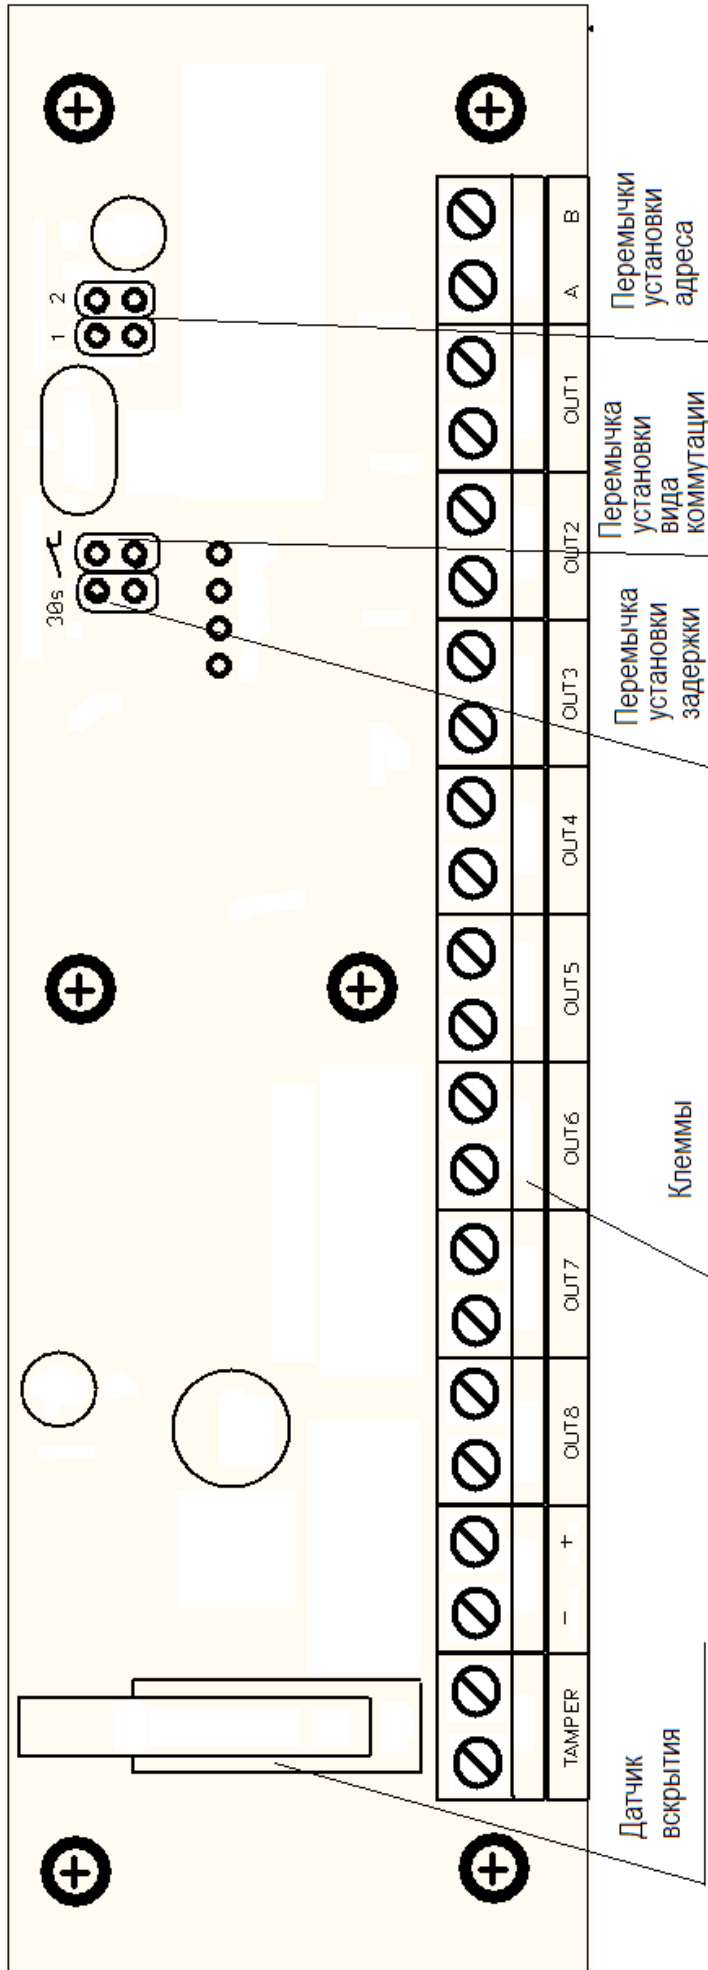 Перемычки
установки
адреса
Перемычка
установки
вида
коммутации
Перемычка
установки
задержки
Клеммы
Датчик
вскрытия
2
1
30s
B
A
OUT1
OUT2
OUT3
OUT4
OUT5
OUT6
OUT7
OUT8
+
-
TAMPER